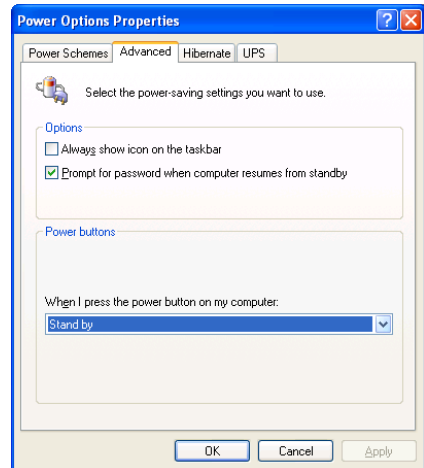 Power Options Properties
Power Schemes Advanced Hibernate UPS
Select the power-saving settings you want to use.
Options
Always show icon on the taskbar
Prompt for password when computer resumes from standby
Power buttons
When I press the power button on my computer:
Stand by
OK Cancel Apply